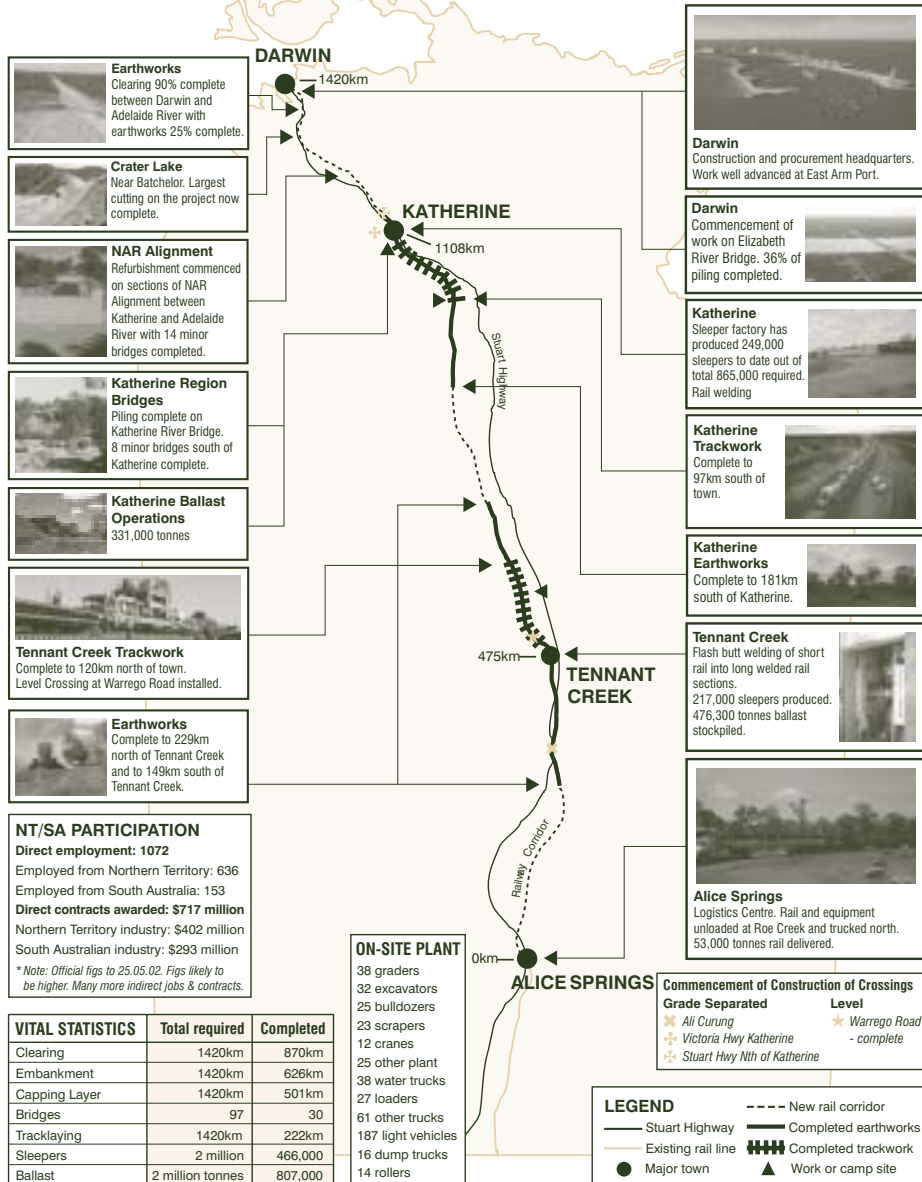 DARWIN
1420km
KATHERINE
1108km
Stuart Highway
475km
TENNANT
CREEK
Railway Corridor
0km
ALICE SPRINGS
Earthworks
Clearing 90% complete
between Darwin and
Adelaide River with
earthworks 25% complete.
Crater Lake
Near Batchelor. Largest
cutting on the project now
complete.
NAR Alignment
Refurbishment commenced
on sections of NAR
Alignment between
Katherine and Adelaide
River with 14 minor
bridges completed.
Katherine Region
Bridges
Piling complete on
Katherine River Bridge.
8 minor bridges south of
Katherine complete.
Katherine Ballast
Operations
331,000 tonnes
Tennant Creek Trackwork
Complete to 120km north of town.
Level Crossing at Warrego Road installed.
Earthworks
Complete to 229km
north of Tennant Creek
and to 149km south of
Tennant Creek.
Darwin
Construction and procurement headquarters.
Work well advanced at East Arm Port.
Darwin
Commencement of
work on Elizabeth
River Bridge. 36% of
piling completed.
Katherine
Sleeper factory has
produced 249,000
sleepers to date out of
total 865,000 required.
Rail welding
Katherine
Trackwork
Complete to
97km south of
town.
Katherine
Earthworks
Complete to 181km
south of Katherine.
Tennant Creek
Flash butt welding of short
rail into long welded rail
sections.
217,000 sleepers produced.
476,300 tonnes ballast
stockpiled.
Alice Springs
Logistics Centre. Rail and equipment
unloaded at Roe Creek and trucked north.
53,000 tonnes rail delivered.
NT/SA PARTICIPATION
Direct employment: 1072
Employed from Northern Territory: 636
Employed from South Australia: 153
Direct contracts awarded: $717 million
Northern Territory industry: $402 million
South Australian industry: $293 million
* Note: Official figs to 25.05.02. Figs likely to
be higher. Many more indirect jobs & contracts.
VITAL STATISTICS Total required Completed
Clearing 1420km 870km
Embankment 1420km 626km
Capping Layer 1420km 501km
Bridges 97 30
Tracklaying 1420km 222km
Sleepers 2 million 466,000
Ballast 2 million tonnes 807,000
ON-SITE PLANT
38 graders
32 excavators
25 bulldozers
23 scrapers
12 cranes
25 other plant
38 water trucks
27 loaders
61 other trucks
187 light vehicles
16 dump trucks
14 rollers
Commencement of Construction of Crossings
Grade Separated Level
Ali Curung Warrego Road
Victoria Hwy Katherine - complete
Stuart Hwy Nth of Katherine
LEGEND
Stuart Highway
Existing rail line
Major town
New rail corridor
Completed earthworks
Completed trackwork
Work or camp site